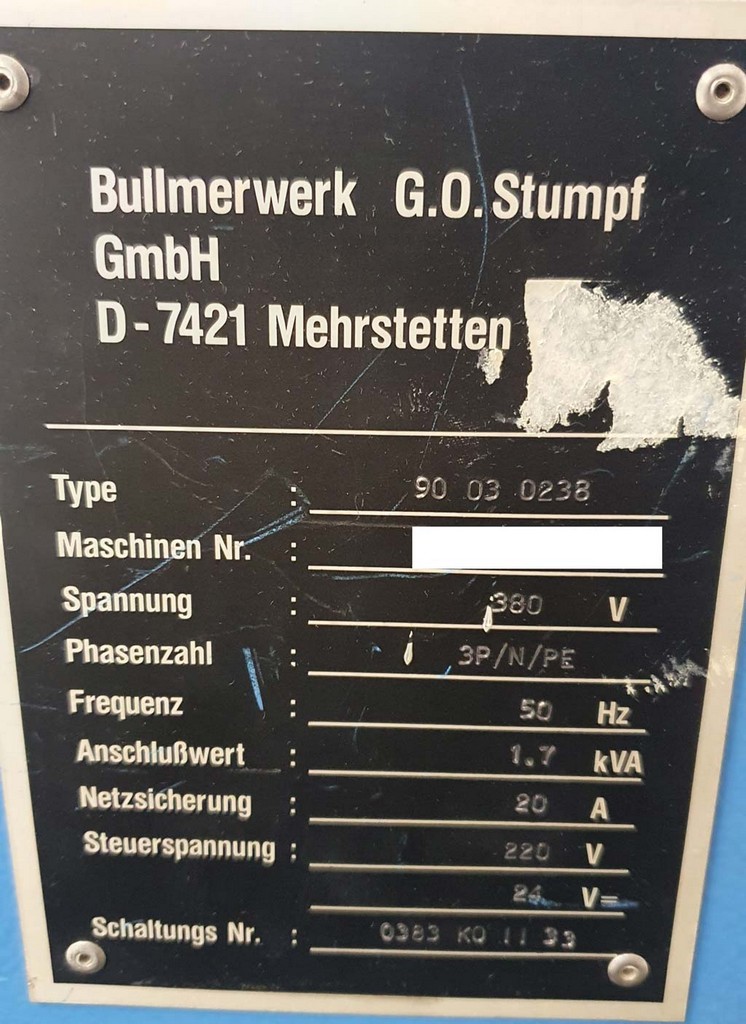 Bullmerwerk G.O. Stumpf
GmbH
D-7421 Mehrstetten
Type : 90 03 0238
Maschinen Nr. :
Spannung : 380 V
Phasenzahl : 3P/N/PE
Frequenz : 50 Hz
Anschlußwert : 1.7 kVA
Netzsicherung : 20 A
Steuerspannung : 220 V
24 V=
Schaltungs Nr. : 0383 KO 11 33